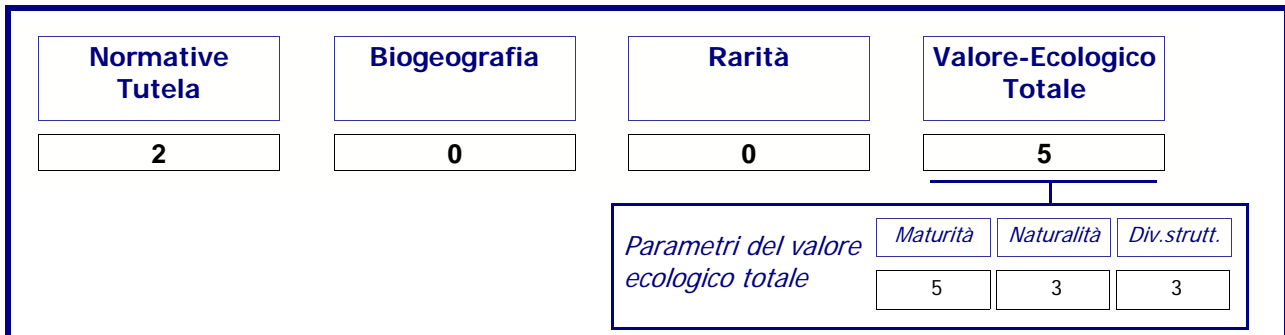 Normative
Tutela
Biogeografia
Rarità
Valore-Ecologico
Totale
2
0
0
5
Parametri del valore
ecologico totale
Maturità
Naturalità
Div.strutt.
5
3
3